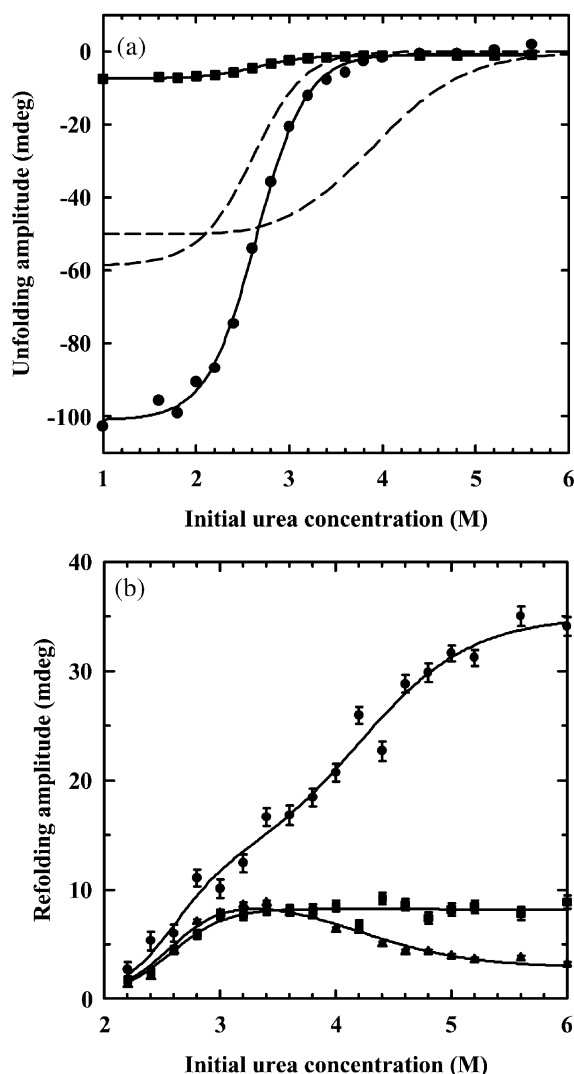 (a)
0
-20
-40
-60
-80
-100
Unfolding amplitude (mdeg)
1 2 3 4 5 6
Initial urea concentration (M)
(b)
40
30
20
10
0
Refolding amplitude (mdeg)
2 3 4 5 6
Initial urea concentration (M)